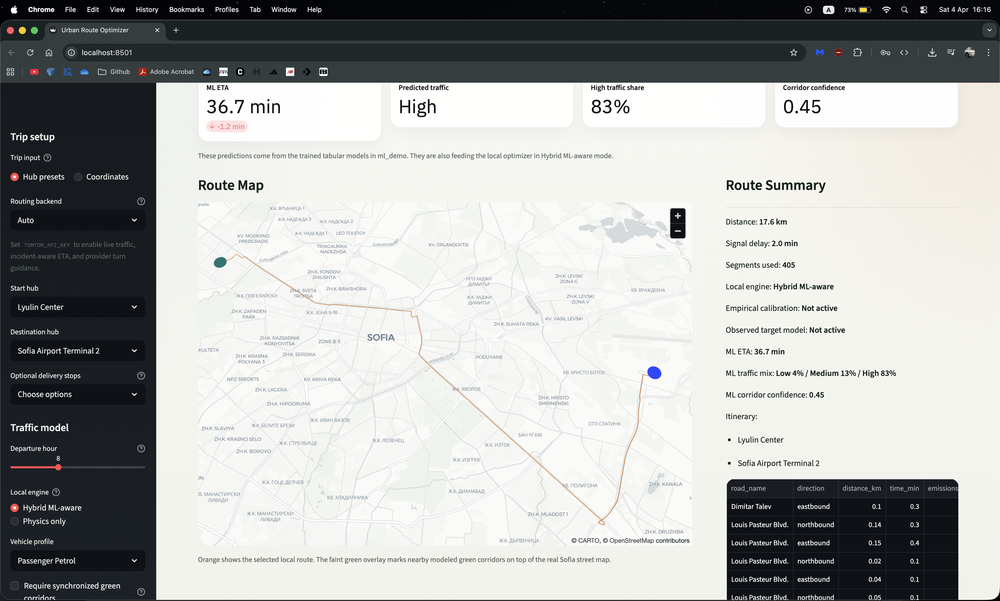 Chrome File Edit View History Bookmarks Profiles Tab Window Help
A 73% Sat 4 Apr 16:16
Urban Route Optimizer
localhost:8501
Github Adobe Acrobat ZARA C H NB
Trip setup
Trip input
Hub presets Coordinates
Routing backend
Auto
Set TOMTOM_API_KEY to enable live traffic,
incident-aware ETA, and provider turn
guidance.
Start hub
Lyulin Center
Destination hub
Sofia Airport Terminal 2
Optional delivery stops
Choose options
Traffic model
Departure hour
8
Local engine
Hybrid ML-aware
Physics only
Vehicle profile
Passenger Petrol
Require synchronized green
corridors
ML ETA
36.7 min
↓ -1.2 min
Predicted traffic
High
High traffic share
83%
Corridor confidence
0.45
These predictions come from the trained tabular models in ml_demo. They are also feeding the local optimizer in Hybrid ML-aware mode.
Route Map
gradie
Ж.К. ВРЪБНИЦА 1
Ж.К. НАДЕЖДА 3
Ж.К. НАДЕЖДА 2
Ж.К. НАДЕЖДА 1
LEO TOLSTOY
Iskar
KV. MODERNO
PREDGRADIE
TRIAGALNIKA
- NADEZHDA
Suhodolska reka
KV. ORLANDOVTSI
Suhodolska reka
ZH.K. FONDOVI
ZHILISHTA
НПЗ ХАДЖИ
ДИМИТЪР
ZH.K. LEVSKI
ZONA G
Ж.К. ГЕВГЕЛИЙСКИ
ZH.K. SVETA
TROITSA
ZH.K. BANISHORA
КВ. ВРАЖДЕБНА
Ж.К. ХАДЖИ
ДИМИТЪР
Слатинска
ZH.K. LEVSKI
ZONA V
ZH.K. ZAPADEN
PARK
Ж.К. ЗОНА Б-18
ZH.K. SUHATA REKA
KV. VASIL LEVSKI
ZH.K. RAZSADNIK
KONYOVITSA
ZONE B-5
SOFIA
KULTETA
ZH.K. KRASNA
POLYANA 3
ZH.K. SERDIKA
erlovska River
PODUYANE
NPZ SREDETS
KV. KRIVA REKA
КВ. ХРИСТО БОТЕВ
ZH.K. LAGERA
Ж.К. ЯВОРОВ
ZH.K. HIPODRUMA
ZH.K. HRISTO
SMIRNENSKI
ZH.K. SLAVIYA
Ж.К. БЕЛИТЕ БРЕЗИ
Ж.К. ИВАН ВАЗОВ
СПЗ СЛАТИНА
ZH.K. KRASNO SELO
Ж.К. СТРЕЛБИЩЕ
Ж.К. ЛОЗЕНЕЦ
БАН IV КМ.
ZH.K. BOROVO
Ж.К. ИЗТОК
Ж.К. ИЗГРЕВ
ON
Ж.К. ГОЦЕ ДЕЛЧЕВ
КВ. ПОЛИГОНА
ZH.K. KANALA
КВ. МАНАСТИРСКИ
ЛИВАДИ
КВ. ХЛАДИЛНИКА
Ж.К. ДИАНАБАД
Ж.К. МАНАСТИРСКИ
ЛИВАДИ
ZH.K. MLADOST 1
ZH.K. DRUZHBA
Ж.К. ДЪРВЕНИЦА
© CARTO, © OpenStreetMap contributors
Orange shows the selected local route. The faint green overlay marks nearby modeled green corridors on top of the real Sofia street map.
Route Summary
Distance: 17.6 km
Signal delay: 2.0 min
Segments used: 405
Local engine: Hybrid ML-aware
Empirical calibration: Not active
Observed target model: Not active
ML ETA: 36.7 min
ML traffic mix: Low 4% / Medium 13% / High 83%
ML corridor confidence: 0.45
Itinerary:
• Lyulin Center
• Sofia Airport Terminal 2
road_name direction distance_km time_min emissions
Dimitar Talev eastbound 0.1 0.3
Louis Pasteur Blvd. northbound 0.14 0.3
Louis Pasteur Blvd. eastbound 0.15 0.4
Louis Pasteur Blvd. northbound 0.02 0.1
Louis Pasteur Blvd. eastbound 0.04 0.1
Louis Pasteur Blvd. northbound 0.05 0.1